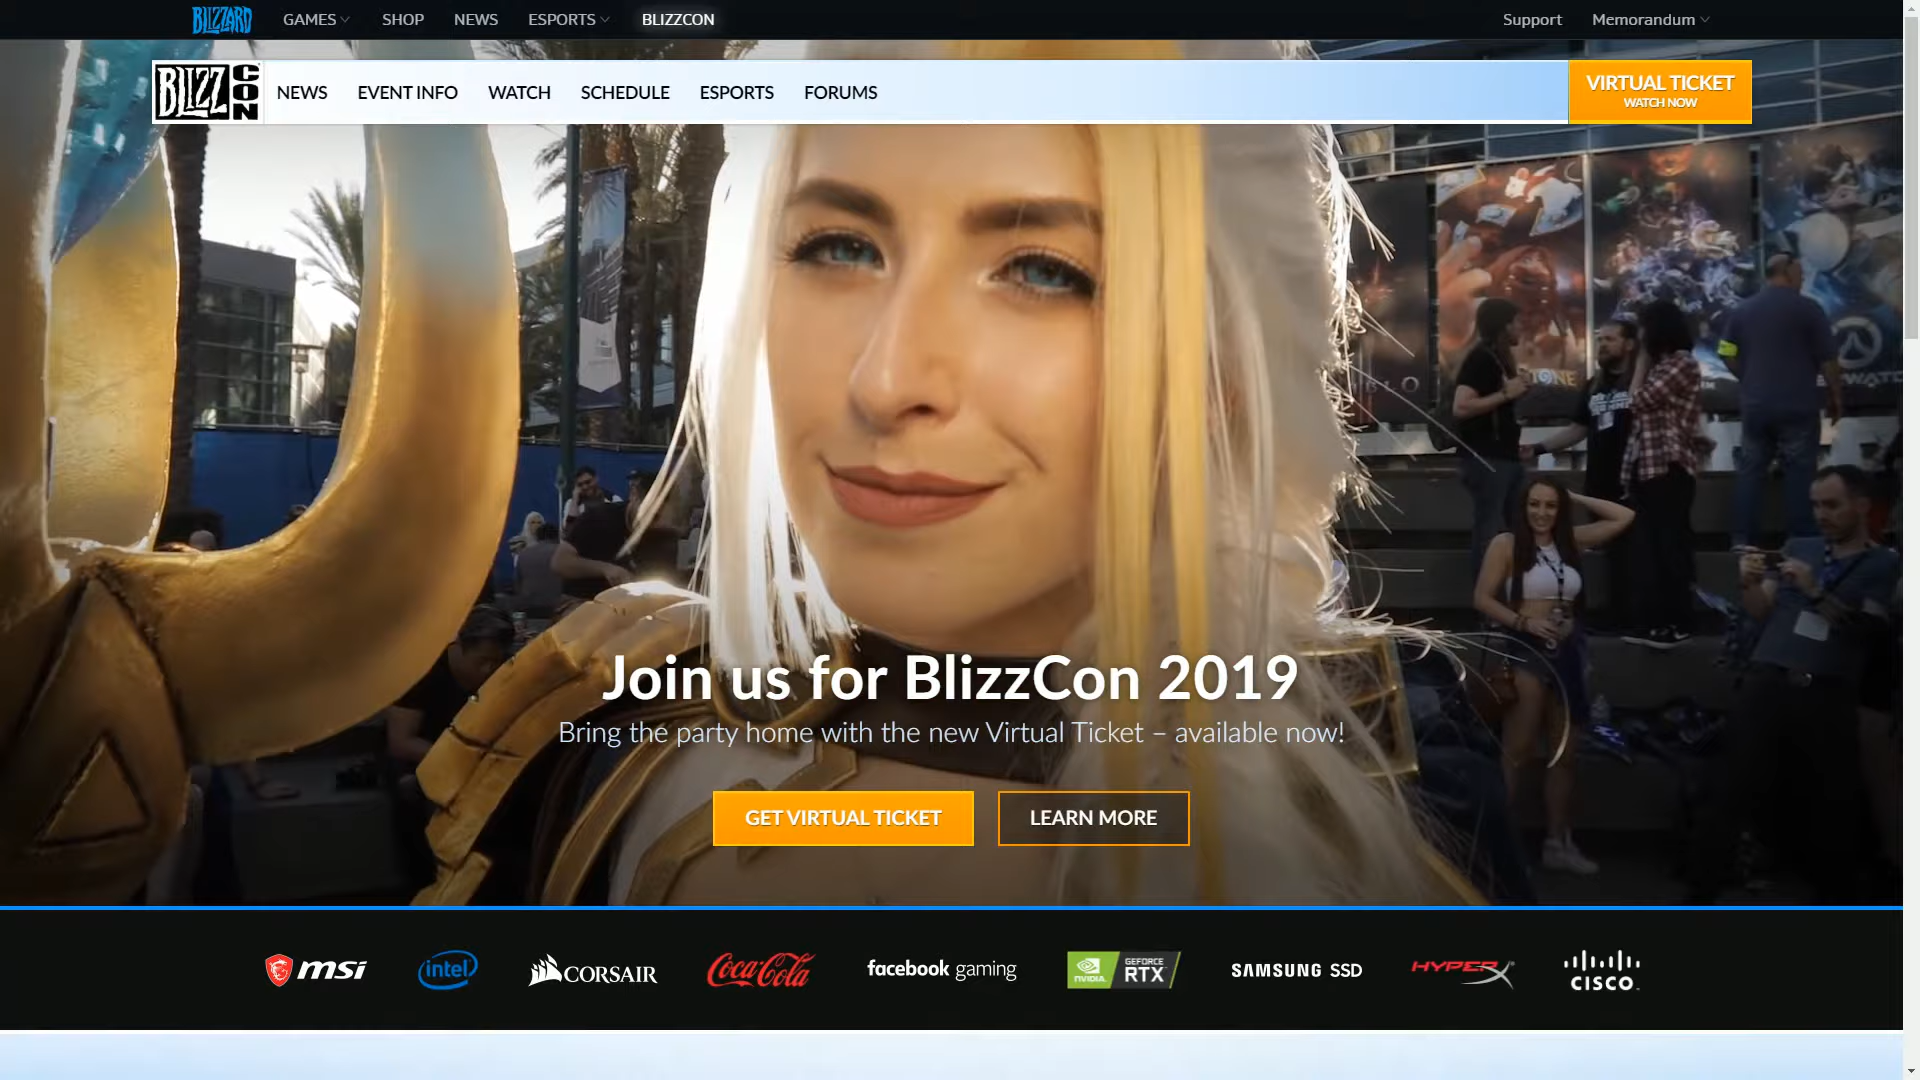 BLIZZARD GAMES SHOP NEWS ESPORTS BLIZZCON Support Memorandum
BLIZZ CON NEWS EVENT INFO WATCH SCHEDULE ESPORTS FORUMS VIRTUAL TICKET
WATCH NOW
Join us for BlizzCon 2019
Bring the party home with the new Virtual Ticket – available now!
GET VIRTUAL TICKET LEARN MORE
msi intel CORSAIR Coca-Cola facebook gaming NVIDIA GEFORCE RTX SAMSUNG SSD HYPERX CISCO